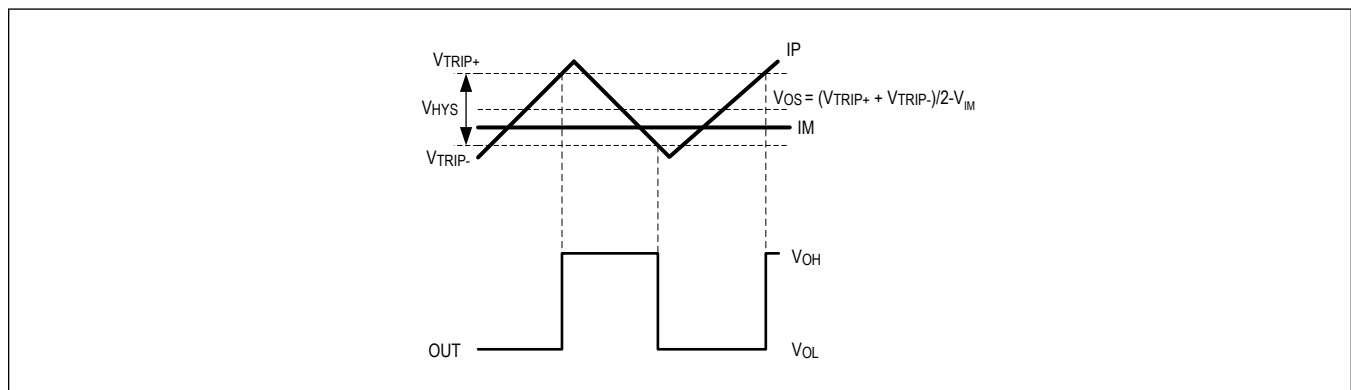 IP
VTRIP+
VOS = (VTRIP+ + VTRIP-)/2-VIM
VHYS
IM
VTRIP-
VOH
OUT
VOL